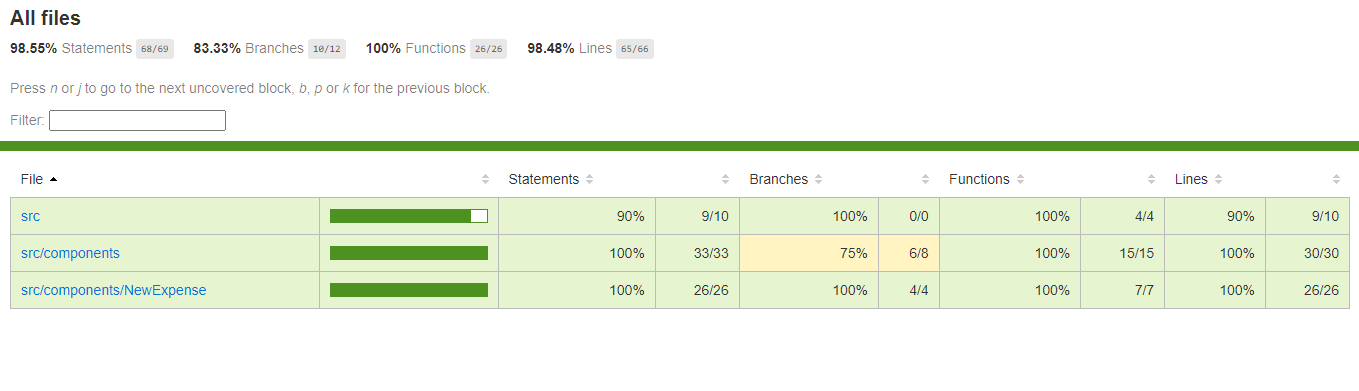 All files
98.55% Statements 68/69 83.33% Branches 10/12 100% Functions 26/26 98.48% Lines 65/66
Press n or j to go to the next uncovered block, b, p or k for the previous block.
Filter:
File Statements Branches Functions Lines
src 90% 9/10 100% 0/0 100% 4/4 90% 9/10
src/components 100% 33/33 75% 6/8 100% 15/15 100% 30/30
src/components/NewExpense 100% 26/26 100% 4/4 100% 7/7 100% 26/26